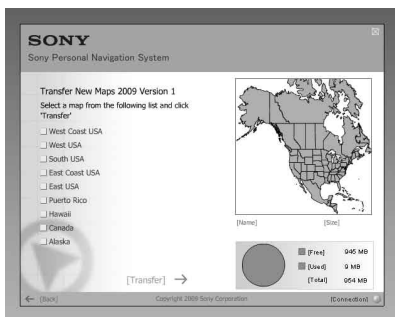 SONY
Sony Personal Navigation System
Transfer New Maps 2009 Version 1
Select a map from the following list and click
'Transfer'
West Coast USA
West USA
South USA
East Coast USA
East USA
Puerto Rico
Hawaii
Canada
Alaska
[Name] [Size]
[Free] 945 MB
[Used] 9 MB
[Total] 954 MB
[Transfer]
[Back] Copyright 2009 Sony Corporation [Connection]